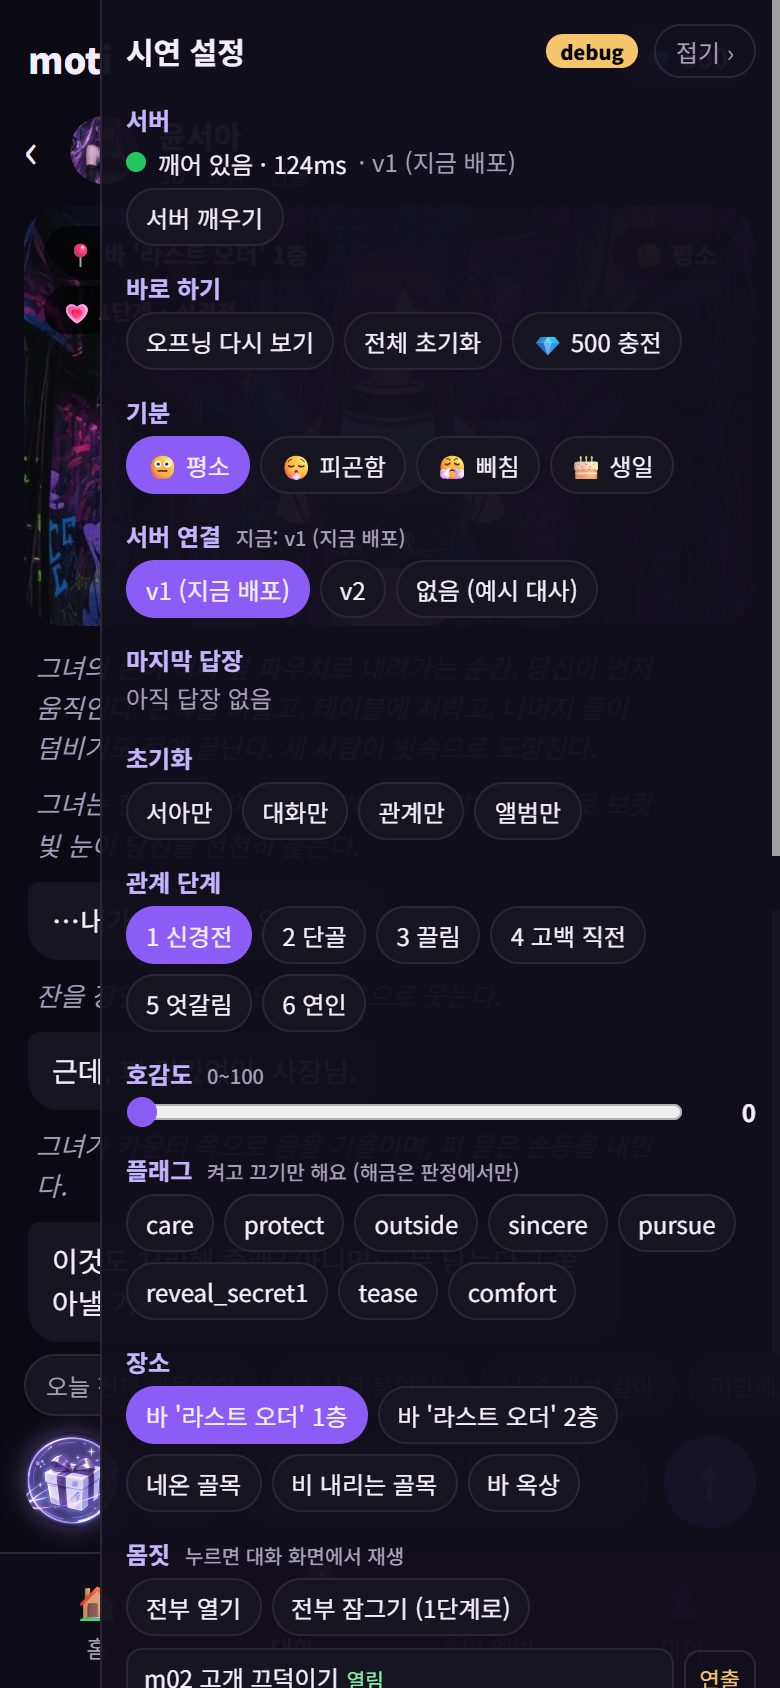 moti
시연 설정
debug
접기 ›
서버
깨어 있음 · 124ms · v1 (지금 배포)
서버 깨우기
바 '라스트 오더' 1층
평소
바로 하기
오프닝 다시 보기
전체 초기화
500 충전
기분
평소
피곤함
삐침
생일
서버 연결 지금: v1 (지금 배포)
v1 (지금 배포)
v2
없음 (예시 대사)
마지막 답장
아직 답장 없음
초기화
서아만
대화만
관계만
앨범만
관계 단계
1 신경전
2 단골
3 끌림
4 고백 직전
5 엇갈림
6 연인
호감도 0~100
0
플래그 켜고 끄기만 해요 (해금은 판정에서만)
care
protect
outside
sincere
pursue
reveal_secret1
tease
comfort
장소
바 '라스트 오더' 1층
바 '라스트 오더' 2층
네온 골목
비 내리는 골목
바 옥상
몸짓 누르면 대화 화면에서 재생
전부 열기
전부 잠그기 (1단계로)
m02 고개 끄덕이기 열림
연출